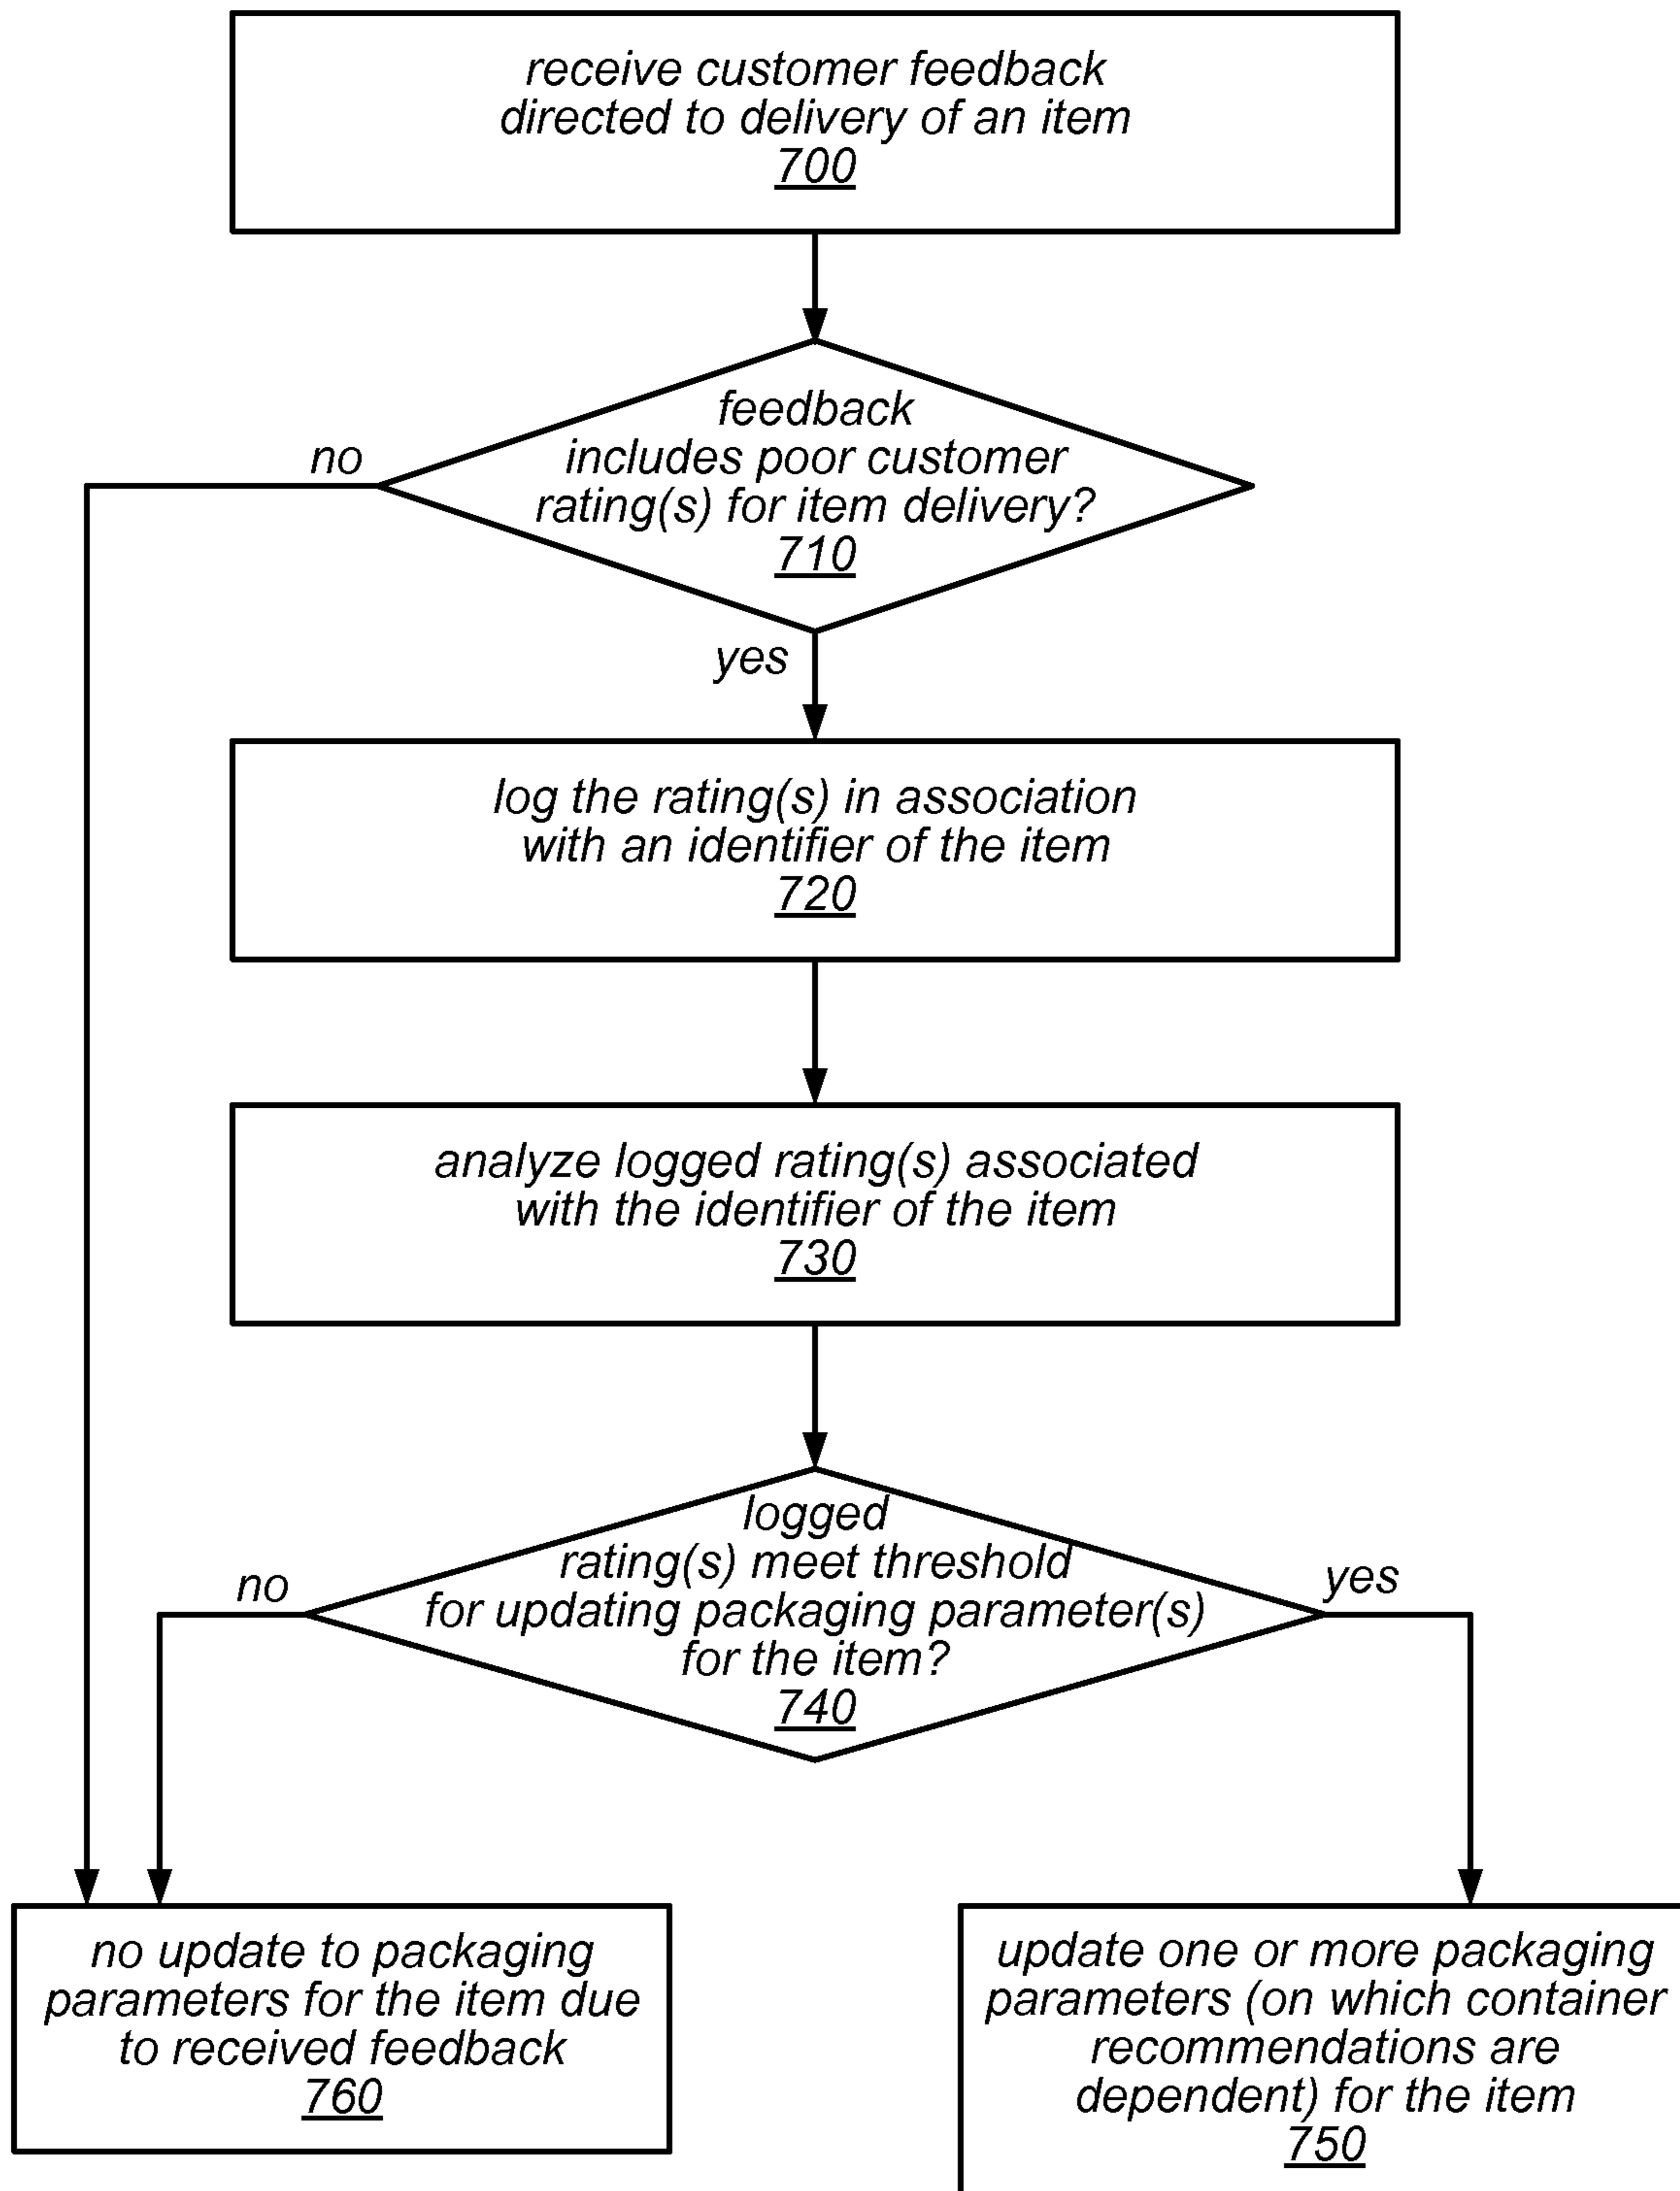 receive customer feedback
directed to delivery of an item
700
feedback
includes poor customer
rating(s) for item delivery?
710
no
yes
log the rating(s) in association
with an identifier of the item
720
analyze logged rating(s) associated
with the identifier of the item
730
logged
rating(s) meet threshold
for updating packaging parameter(s)
for the item?
740
no
yes
no update to packaging
parameters for the item due
to received feedback
760
update one or more packaging
parameters (on which container
recommendations are
dependent) for the item
750